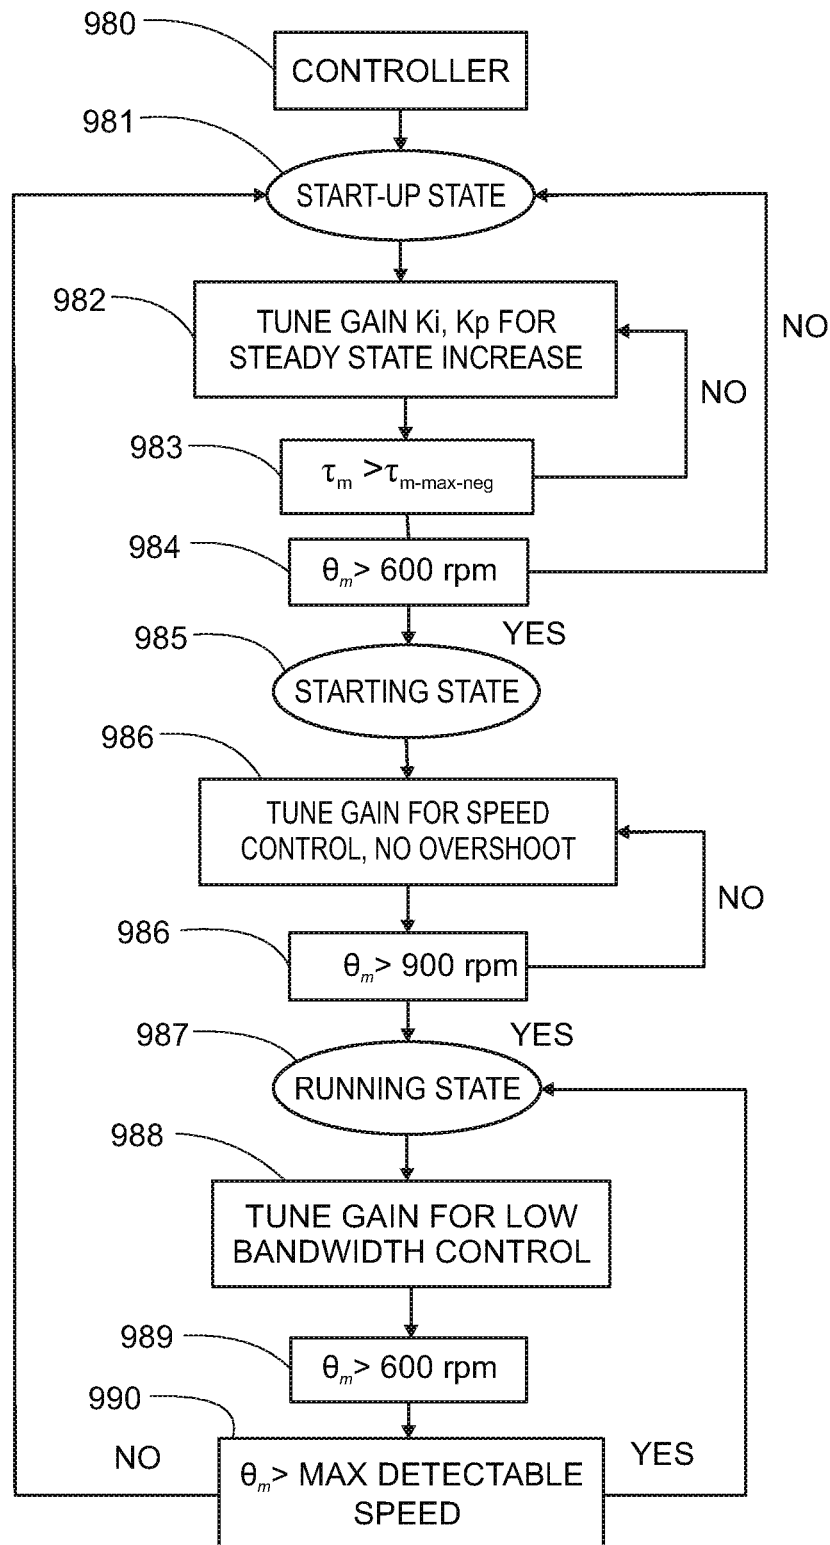 980
CONTROLLER
981
START-UP STATE
982
TUNE GAIN Ki, Kp FOR
STEADY STATE INCREASE
NO
NO
983
τm >τm-max-neg
984
θm> 600 rpm
YES
985
STARTING STATE
986
TUNE GAIN FOR SPEED
CONTROL, NO OVERSHOOT
NO
986
θm> 900 rpm
YES
987
RUNNING STATE
988
TUNE GAIN FOR LOW
BANDWIDTH CONTROL
989
θm> 600 rpm
990
NO
YES
θm> MAX DETECTABLE
SPEED